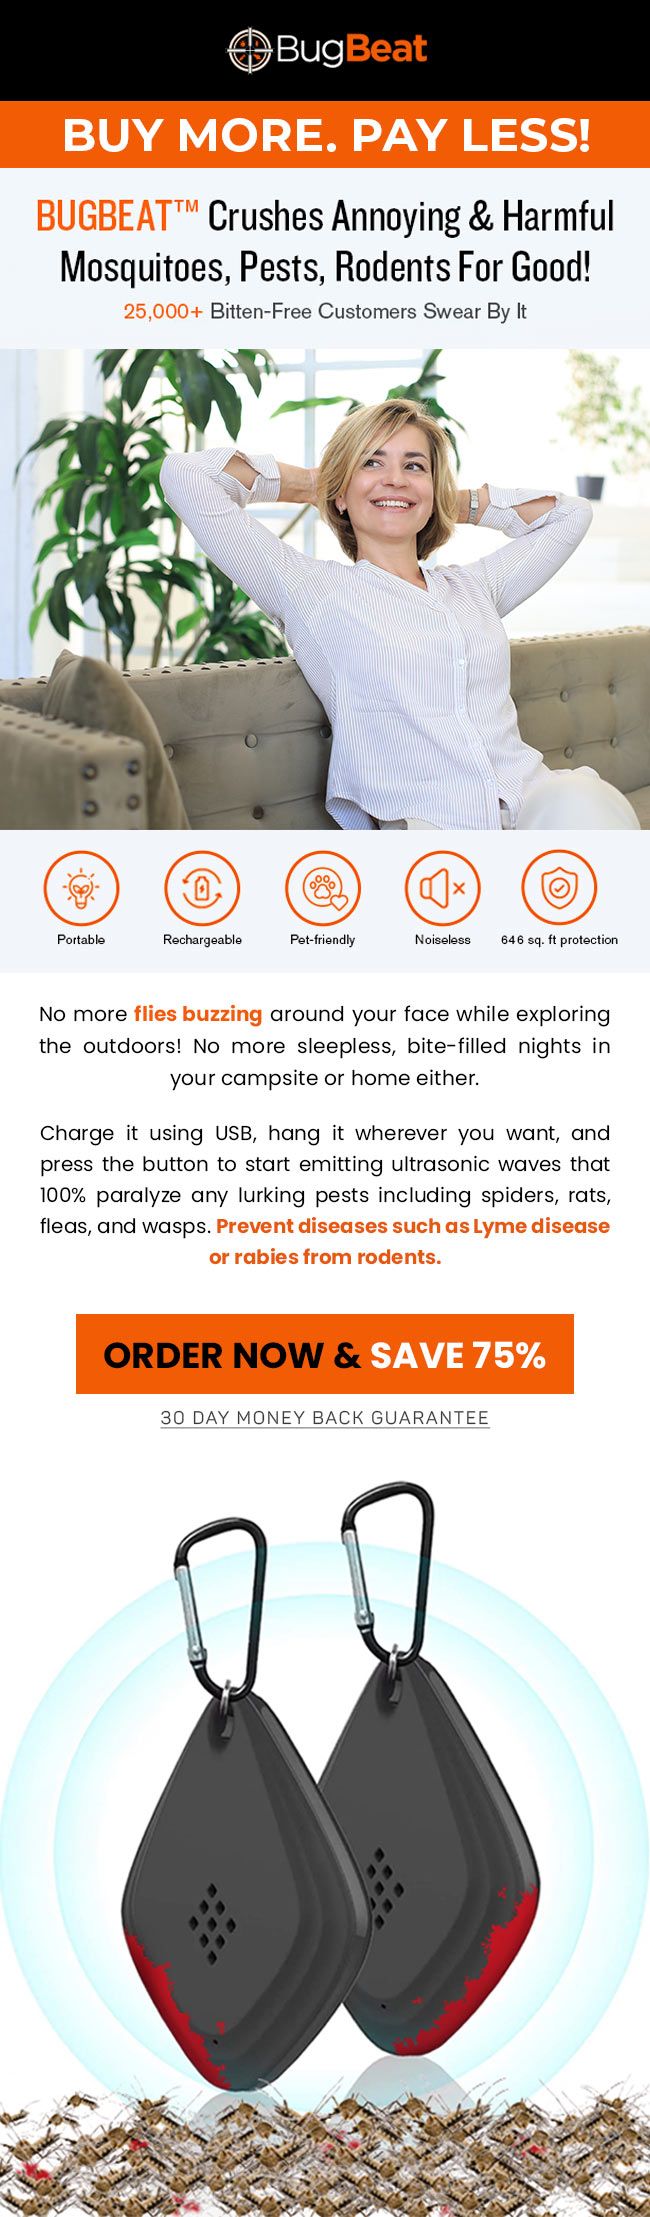 BugBeat
BUY MORE. PAY LESS!
BUGBEAT™ Crushes Annoying & Harmful
Mosquitoes, Pests, Rodents For Good!
25,000+ Bitten-Free Customers Swear By It
Portable
Rechargeable
Pet-friendly
Noiseless
646 sq. ft protection
No more flies buzzing around your face while exploring
the outdoors! No more sleepless, bite-filled nights in
your campsite or home either.
Charge it using USB, hang it wherever you want, and
press the button to start emitting ultrasonic waves that
100% paralyze any lurking pests including spiders, rats,
fleas, and wasps. Prevent diseases such as Lyme disease
or rabies from rodents.
ORDER NOW & SAVE 75%
30 DAY MONEY BACK GUARANTEE